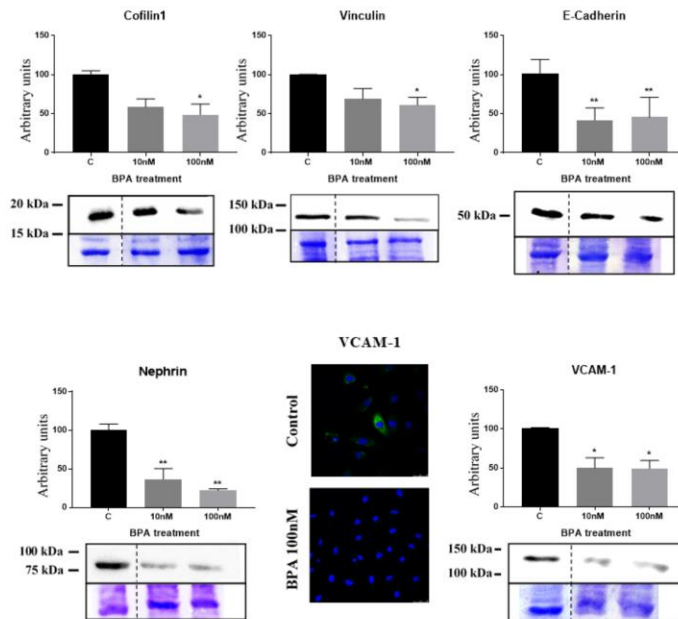 Cofilin1
Arbitrary units
150
100
50
0
*
C
10nM
100nM
BPA treatment
20 kDa
15 kDa
Vinculin
Arbitrary units
150
100
50
0
*
C
10nM
100nM
BPA treatment
150 kDa
100 kDa
E-Cadherin
Arbitrary units
150
100
50
0
**
**
C
10nM
100nM
BPA treatment
50 kDa
Nephrin
Arbitrary units
150
100
50
0
**
**
C
10nM
100nM
BPA treatment
100 kDa
75 kDa
VCAM-1
Control
BPA 100nM
VCAM-1
Arbitrary units
150
100
50
0
*
*
C
10nM
100nM
BPA treatment
150 kDa
100 kDa